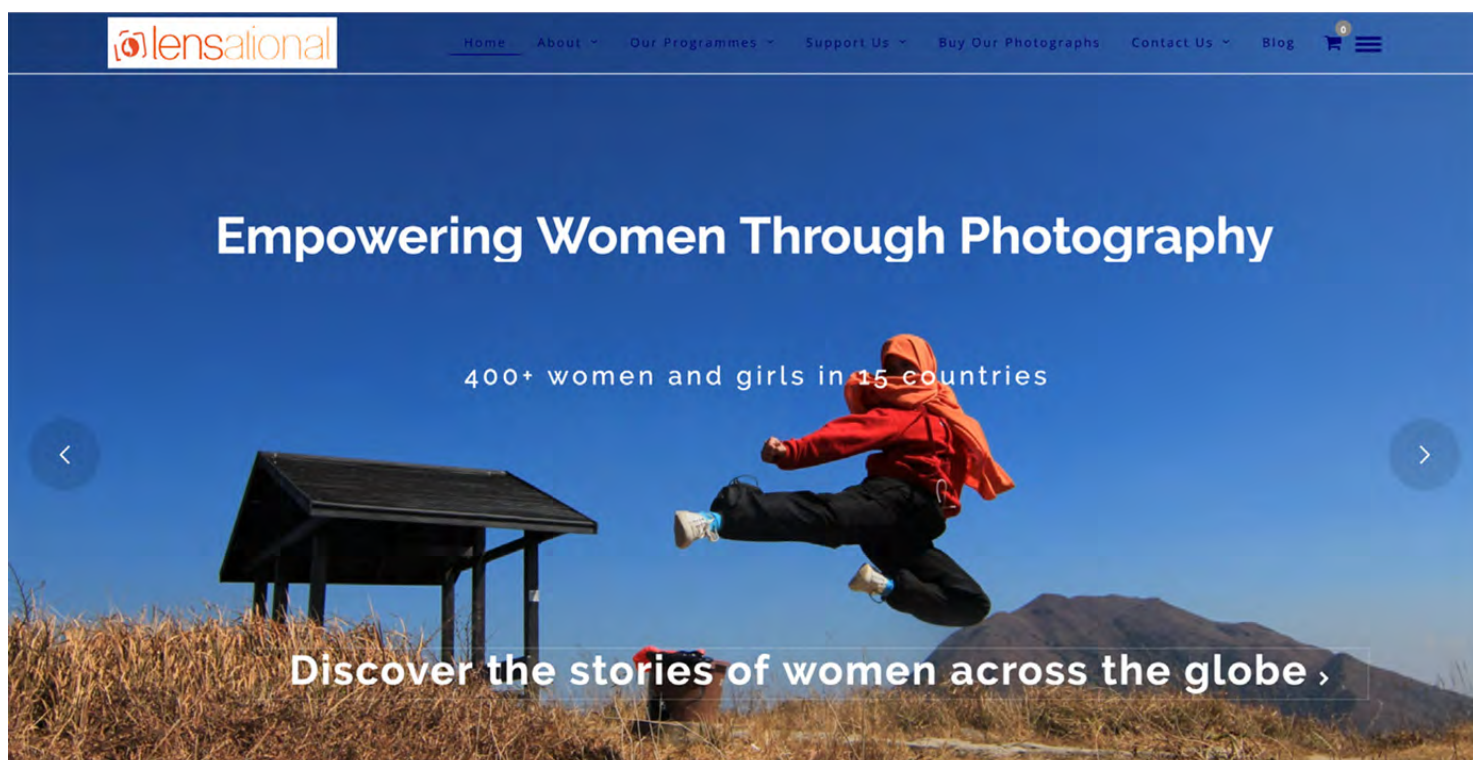 lensational
Home About Our Programmes Support Us Buy Our Photographs Contact Us Blog 0
Empowering Women Through Photography
400+ women and girls in 15 countries
Discover the stories of women across the globe ›